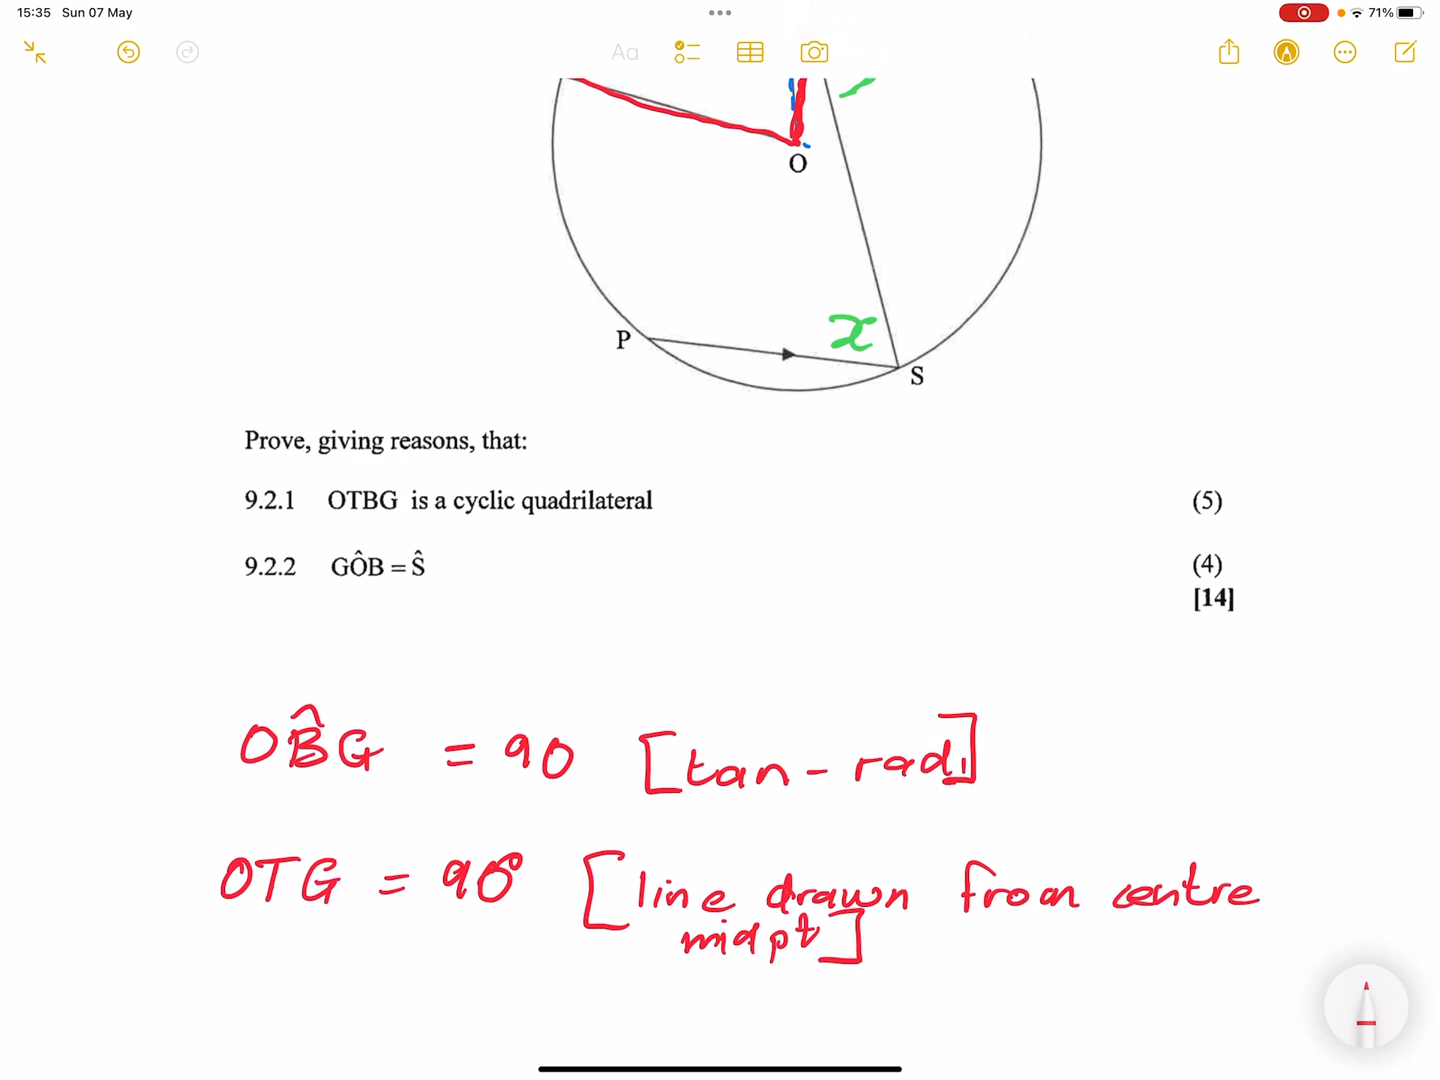 15:35 Sun 07 May
71%
Aa
O
x
P
S
Prove, giving reasons, that:
9.2.1 OTBG is a cyclic quadrilateral (5)
9.2.2 GÔB = Ŝ (4)
[14]
OB̂G = 90 [tan - rad]
OTG = 90° [line drawn from centre
midpt]